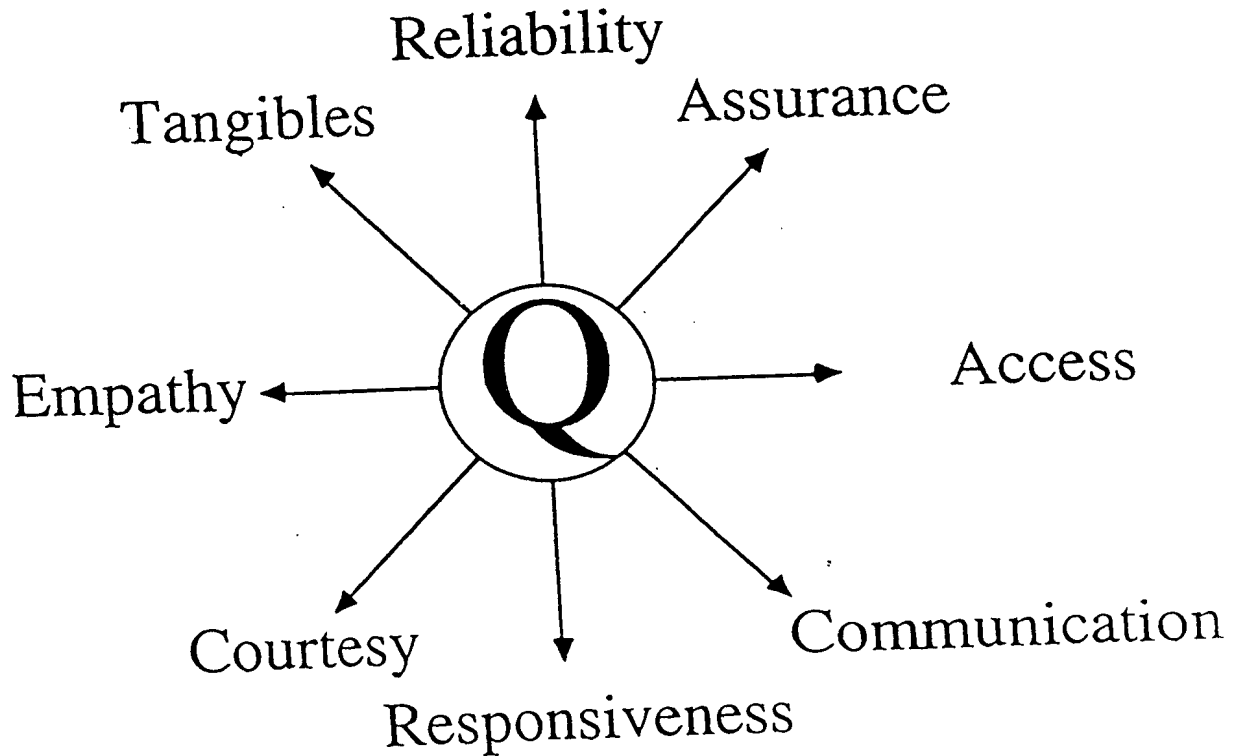 Reliability
Tangibles
Assurance
Q
Empathy
Access
Courtesy
Communication
Responsiveness